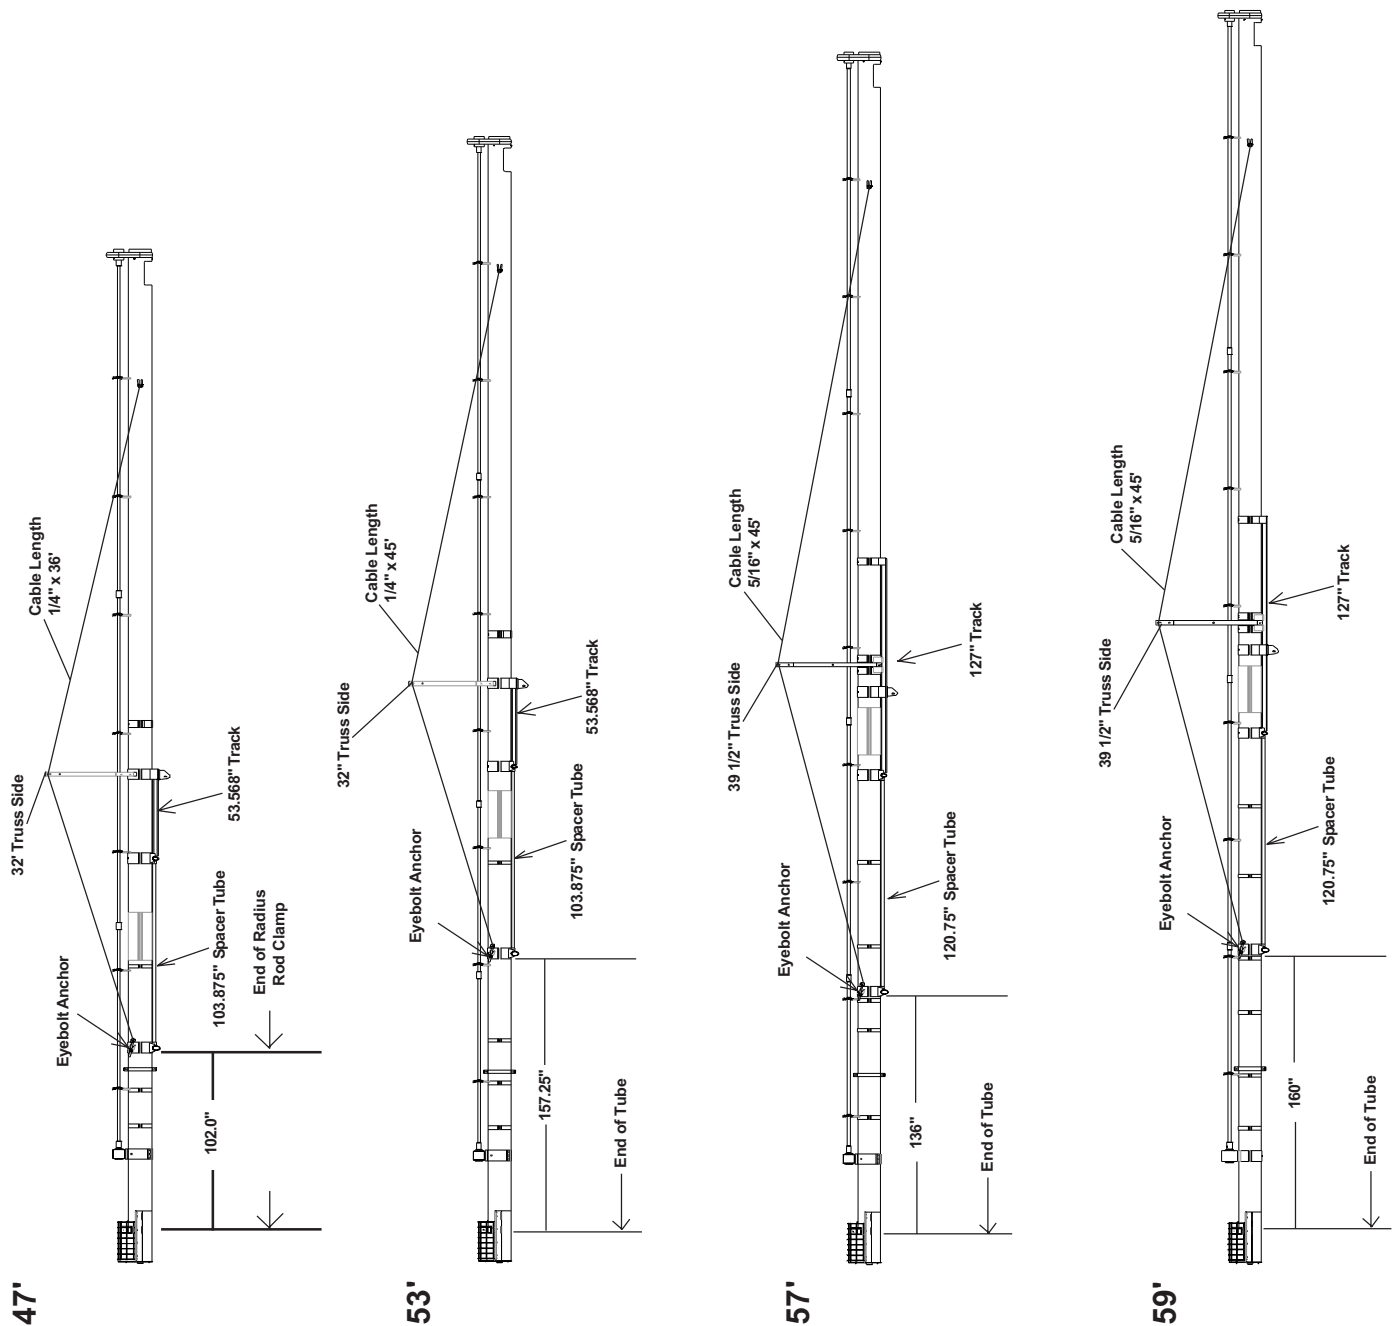 47'
32' Truss Side
Cable Length
1/4" x 36'
53.568" Track
103.875" Spacer Tube
Eyebolt Anchor
End of Radius
Rod Clamp
102.0"
53'
32" Truss Side
Cable Length
1/4" x 45'
53.568" Track
103.875" Spacer Tube
Eyebolt Anchor
157.25"
End of Tube
57'
39 1/2" Truss Side
Cable Length
5/16" x 45'
127" Track
120.75" Spacer Tube
Eyebolt Anchor
136"
End of Tube
59'
39 1/2" Truss Side
Cable Length
5/16" x 45'
127" Track
120.75" Spacer Tube
Eyebolt Anchor
160"
End of Tube